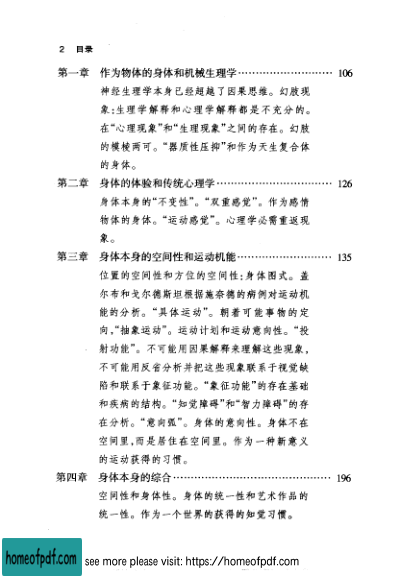 2 目录
第一章 作为物体的身体和机械生理学………………………… 106
神经生理学本身已经超越了因果思维。幻肢现
象:生理学解释和心理学解释都是不充分的。
在“心理现象”和“生理现象”之间的存在。幻肢
的模棱两可。“器质性压抑”和作为天生复合体
的身体。
第二章 身体的体验和传统心理学……………………………… 126
身体本身的“不变性”。“双重感觉”。作为感情
物体的身体。“运动感觉”。心理学必需重返现
象。
第三章 身体本身的空间性和运动机能………………………… 135
位置的空间性和方位的空间性:身体图式。盖
尔布和戈尔德斯坦根据施奈德的病例对运动机
能的分析。“具体运动”。朝着可能事物的定
向,“抽象运动”。运动计划和运动意向性。“投
射功能”。不可能用因果解释来理解这些现象,
不可能用反省分析并把这些现象联系于视觉缺
陷和联系于象征功能。“象征功能”的存在基础
和疾病的结构。“知觉障碍”和“智力障碍”的存
在分析。“意向弧”。身体的意向性。身体不在
空间里,而是居住在空间里。作为一种新意义
的运动获得的习惯。
第四章 身体本身的综合………………………………………… 196
空间性和身体性。身体的统一性和艺术作品的
统一性。作为一个世界的获得的知觉习惯。
homeofpdf.com see more please visit: https://homeofpdf.com